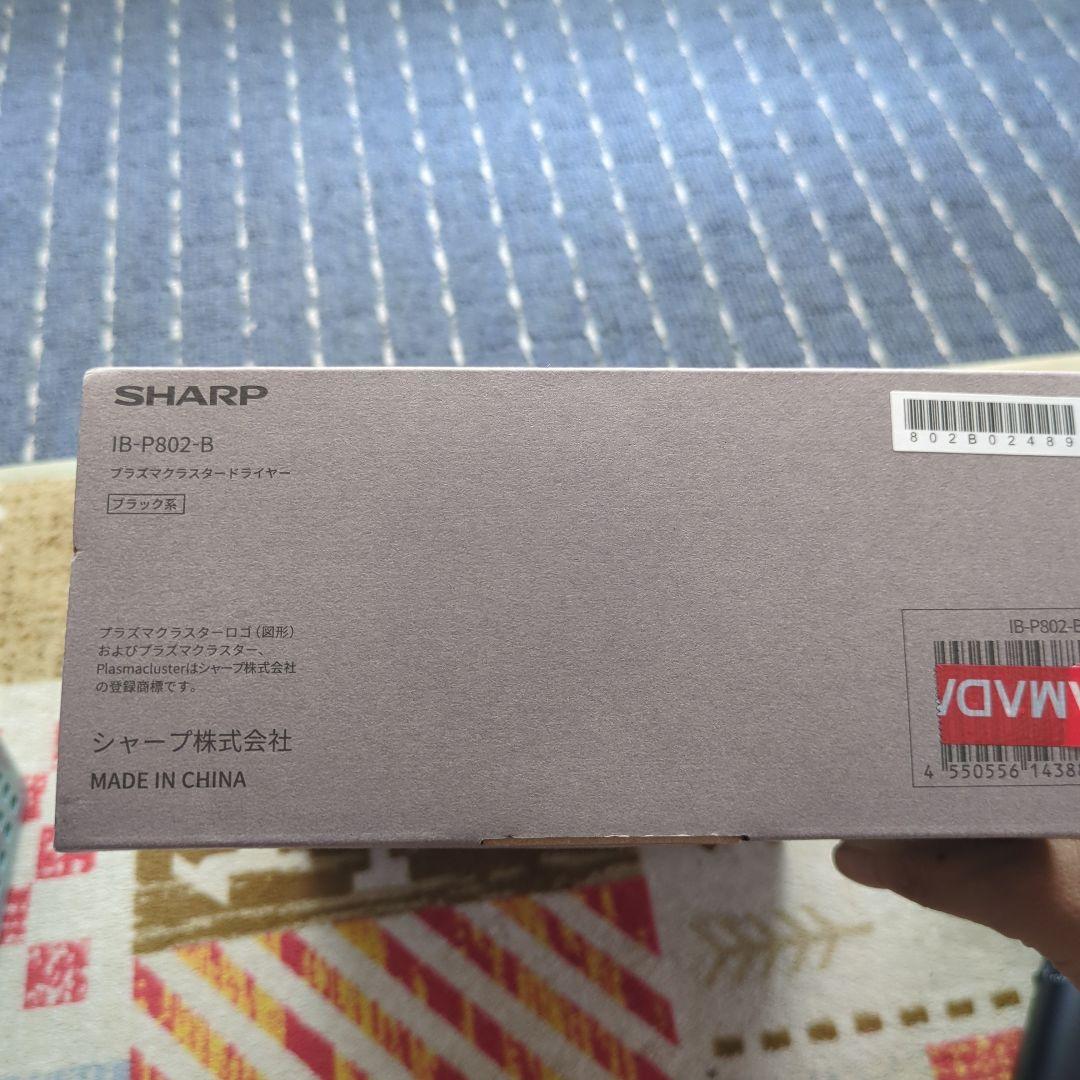 SHARP
IB-P802-B
プラズマクラスタードライヤー
ブラック系
802B02489
プラズマクラスターロゴ（図形）
およびプラズマクラスター、
Plasmaclusterはシャープ株式会社
の登録商標です。
シャープ株式会社
MADE IN CHINA
IB-P802-B
AMADA
4 550556 1438